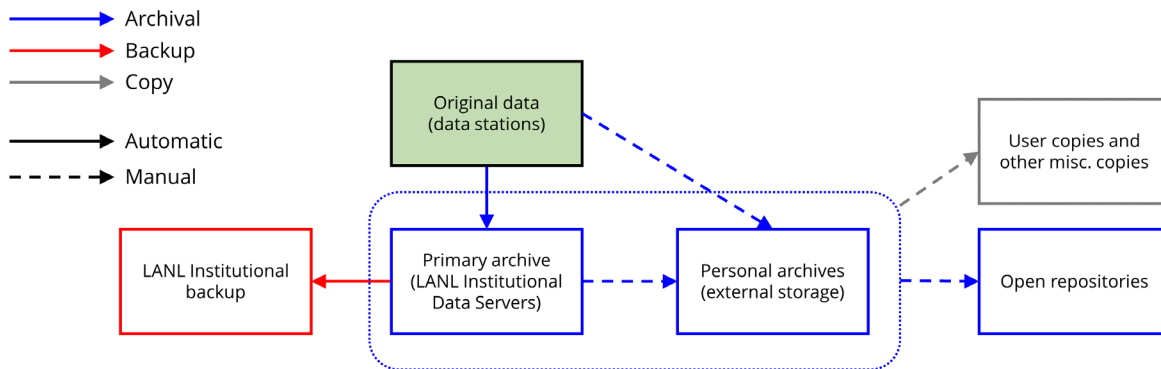 Archival
Backup
Copy
Automatic
Manual
Original data
(data stations)
User copies and
other misc. copies
LANL Institutional
backup
Primary archive
(LANL Institutional
Data Servers)
Personal archives
(external storage)
Open repositories